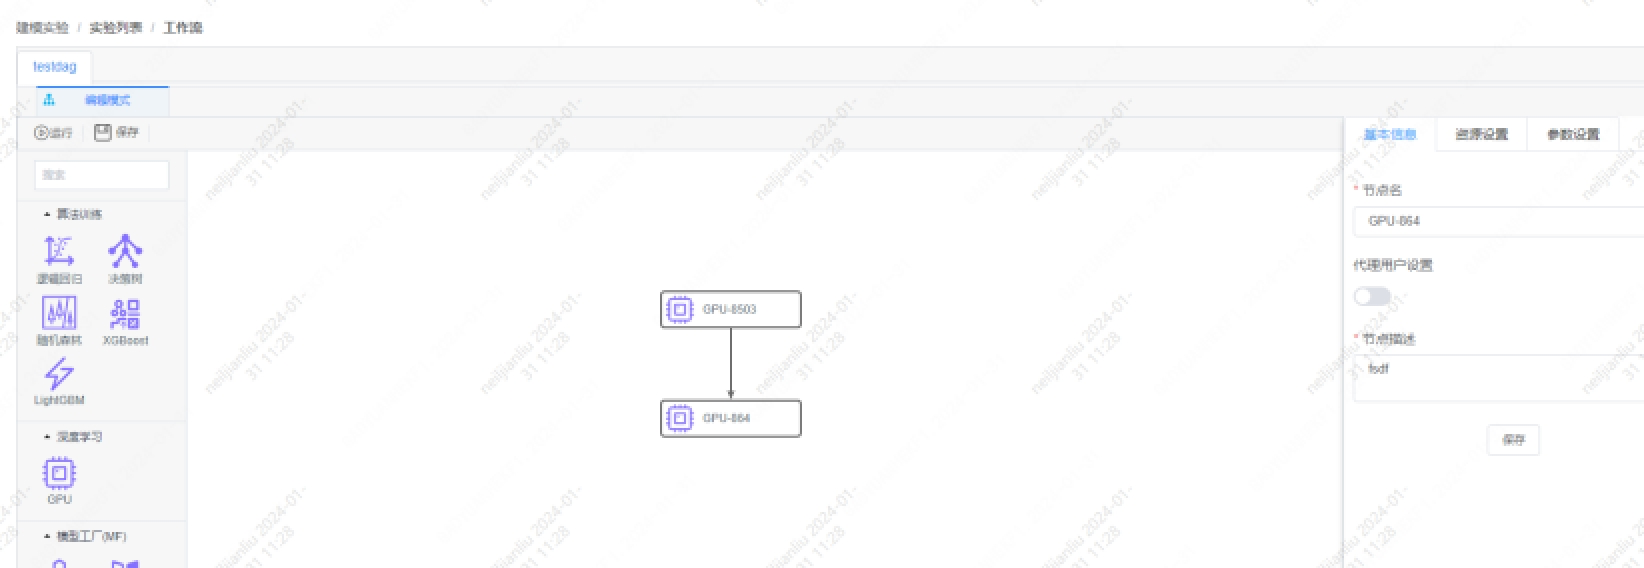 建模实验 / 实验列表 / 工作流
testdag
编辑模式
运行 保存
搜索
算法训练
逻辑回归 决策树
随机森林 XGBoost
LightGBM
深度学习
GPU
模型工厂(MF)
GPU-8503
GPU-864
基本信息 资源设置 参数设置
* 节点名
GPU-864
代理用户设置
* 节点描述
fsdf
保存
neiljianliu 2024-01-
31 11:28